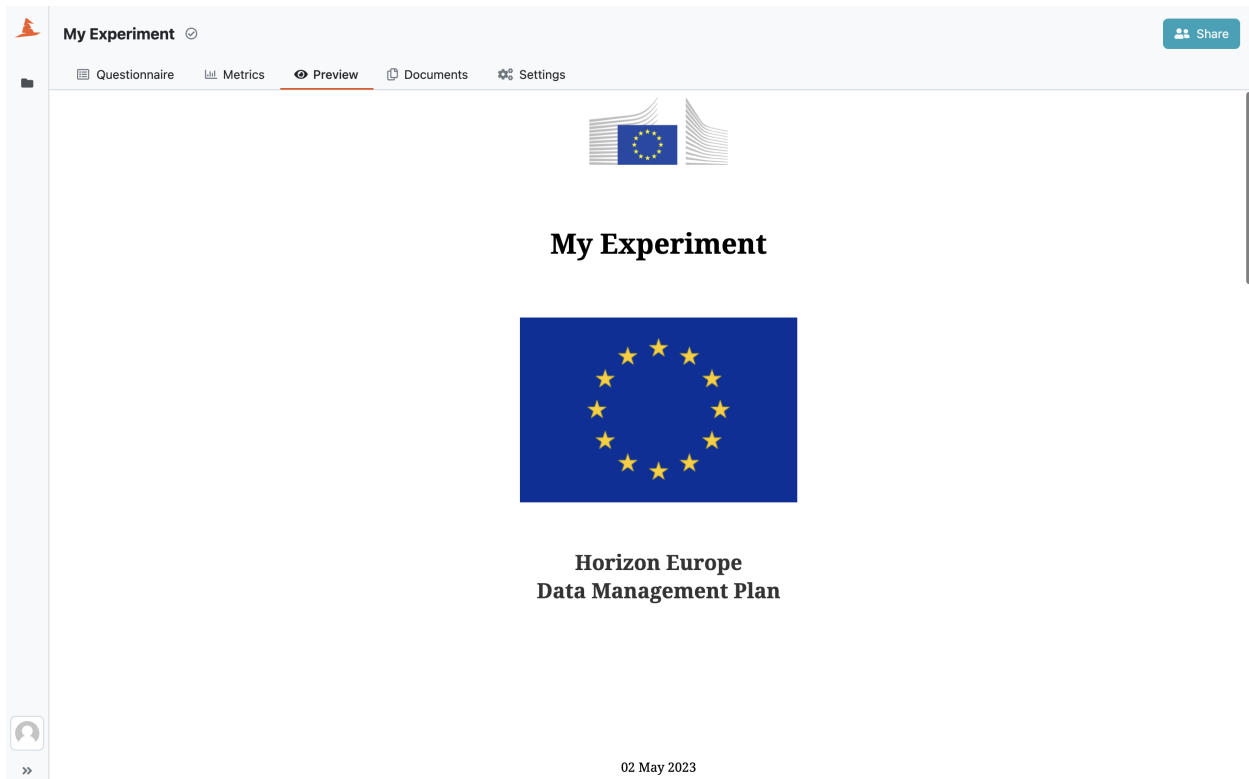 My Experiment
Share
Questionnaire
Metrics
Preview
Documents
Settings
My Experiment
Horizon Europe
Data Management Plan
02 May 2023